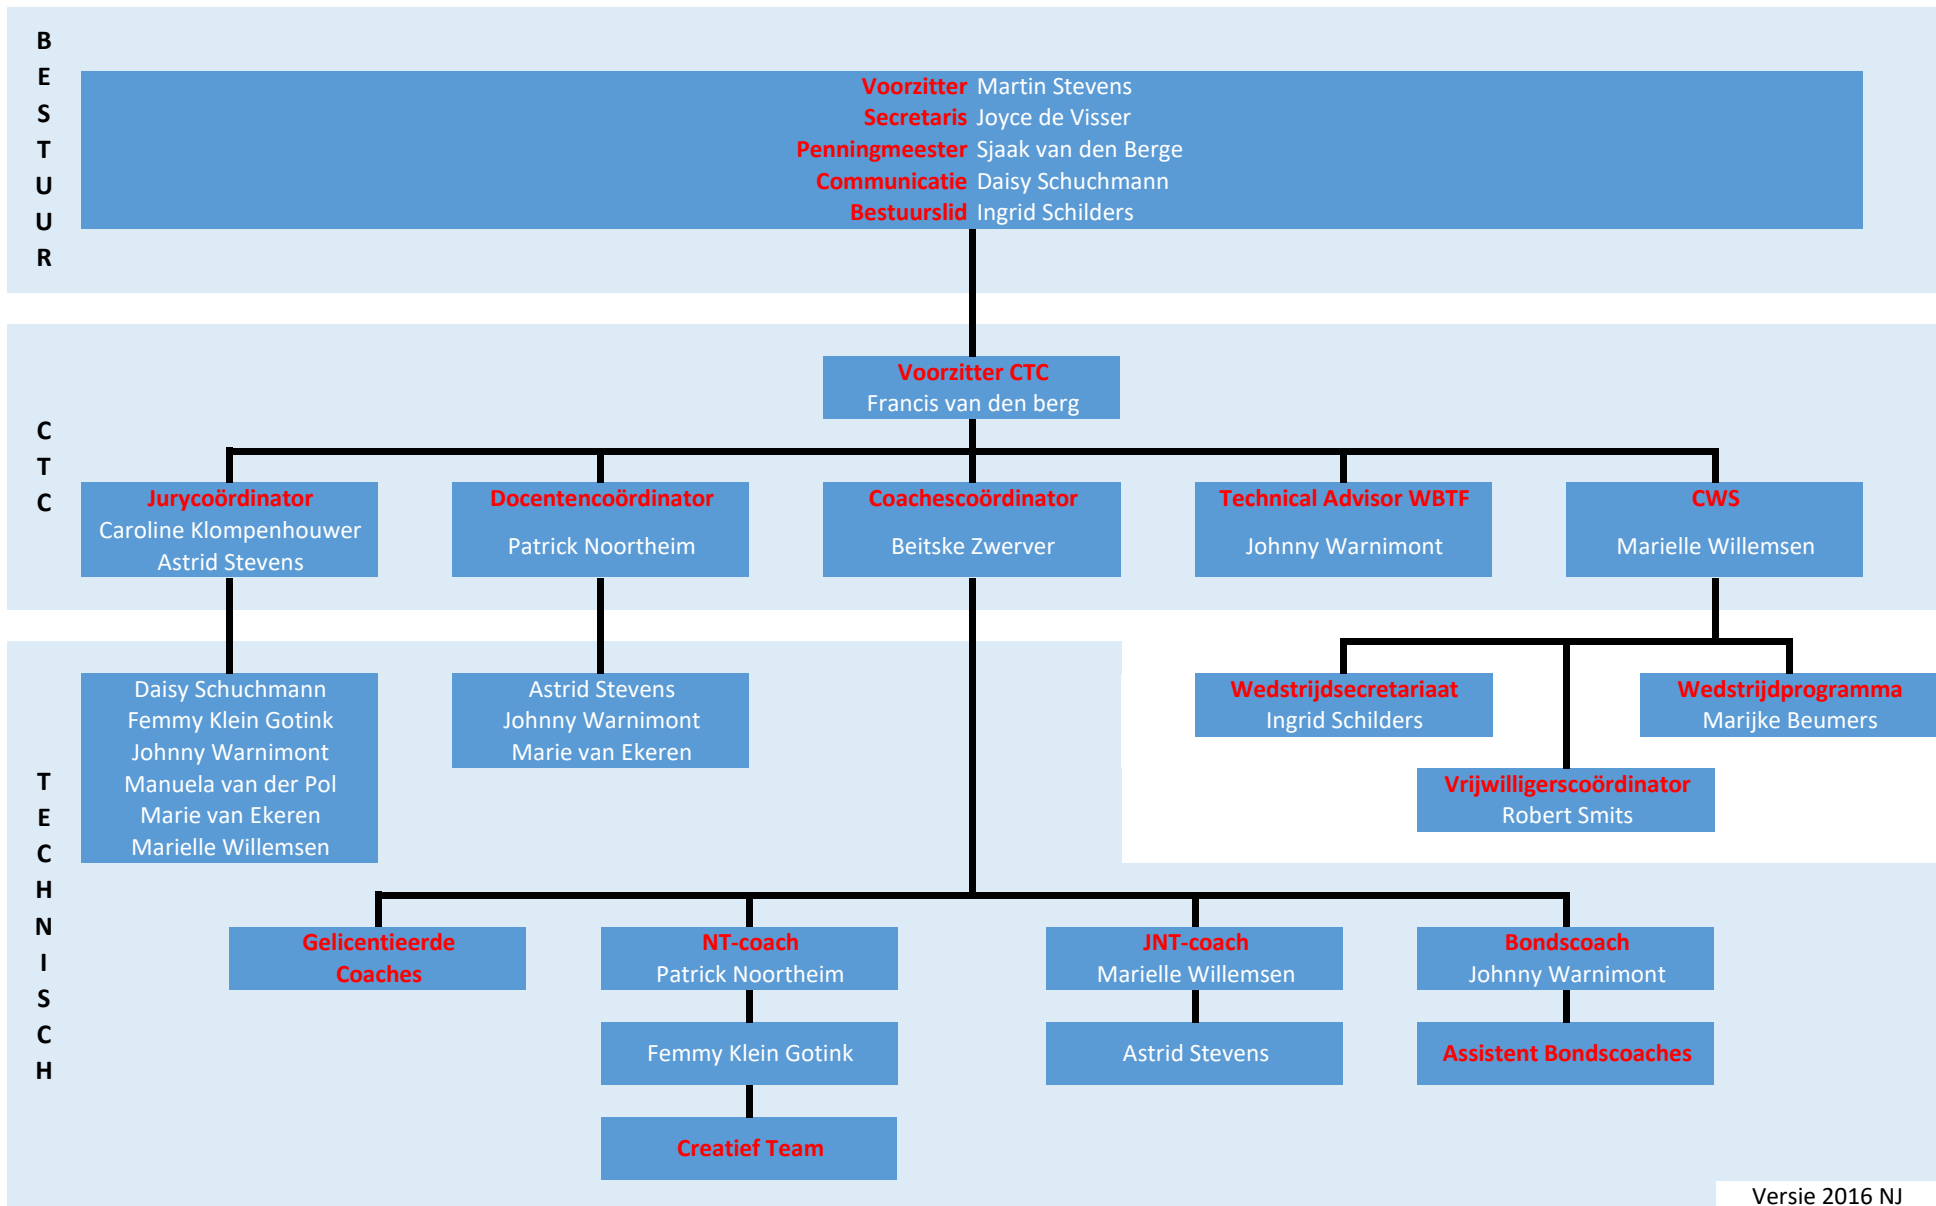 BESTUUR
Voorzitter Martin Stevens
Secretaris Joyce de Visser
Penningmeester Sjaak van den Berge
Communicatie Daisy Schuchmann
Bestuurslid Ingrid Schilders
CTC
Voorzitter CTC
Francis van den berg
Jurycoördinator
Caroline Klompenhouwer
Astrid Stevens
Docentencoördinator
Patrick Noortheim
Coachescoördinator
Beitske Zwerver
Technical Advisor WBTF
Johnny Warnimont
CWS
Marielle Willemsen
TECHNISCH
Daisy Schuchmann
Femmy Klein Gotink
Johnny Warnimont
Manuela van der Pol
Marie van Ekeren
Marielle Willemsen
Astrid Stevens
Johnny Warnimont
Marie van Ekeren
Wedstrijdsecretariaat
Ingrid Schilders
Wedstrijdprogramma
Marijke Beumers
Vrijwilligerscoördinator
Robert Smits
Gelicentieerde
Coaches
NT-coach
Patrick Noortheim
JNT-coach
Marielle Willemsen
Bondscoach
Johnny Warnimont
Femmy Klein Gotink
Astrid Stevens
Assistent Bondscoaches
Creatief Team
Versie 2016 NJ